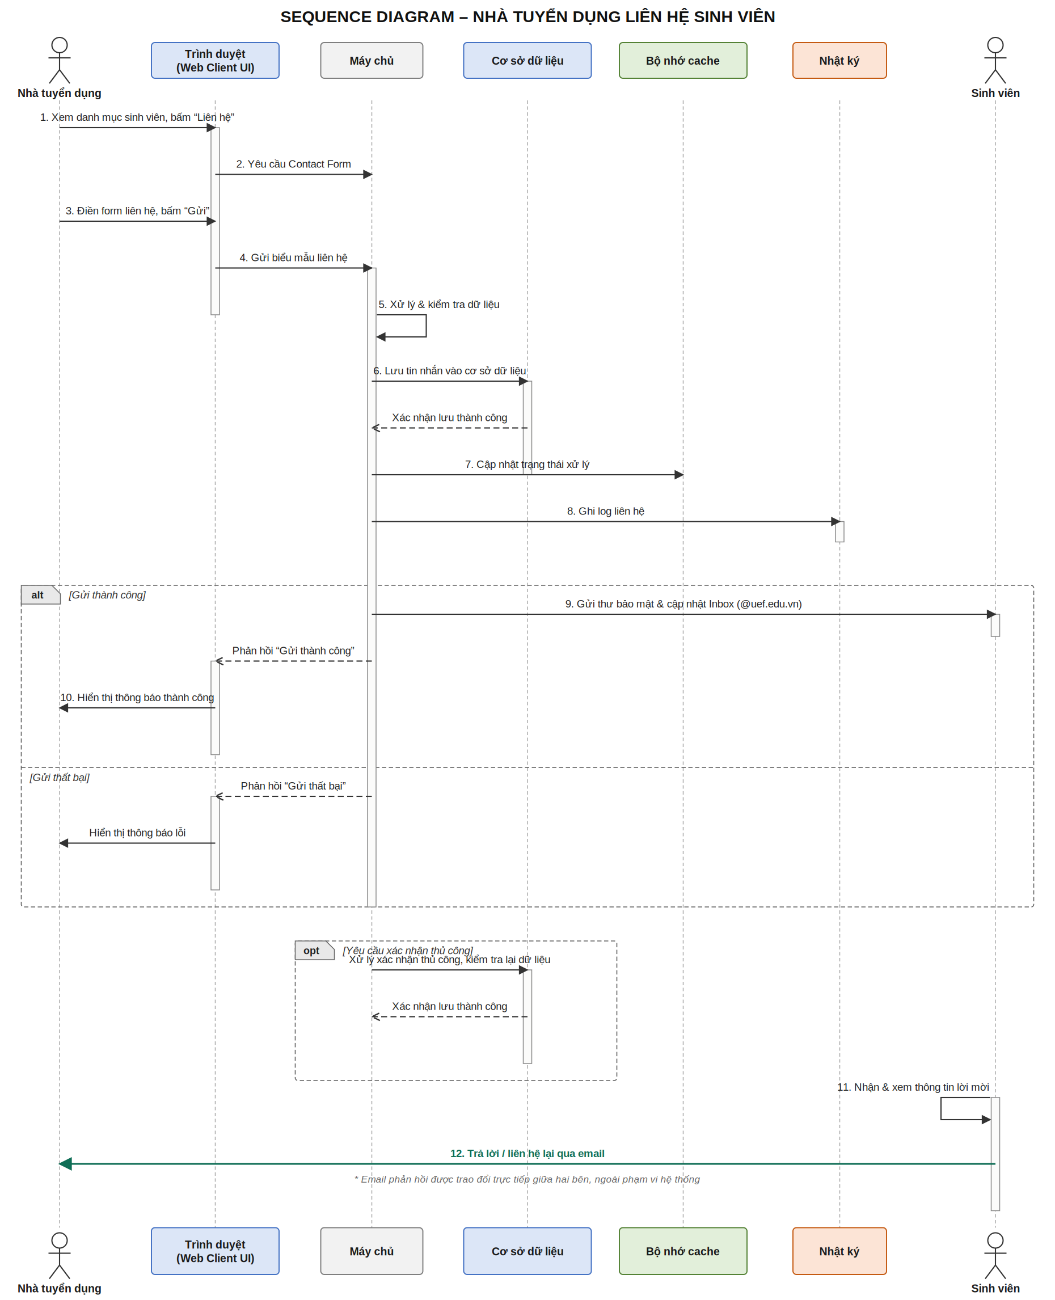 SEQUENCE DIAGRAM – NHÀ TUYỂN DỤNG LIÊN HỆ SINH VIÊN
Trình duyệt
(Web Client UI)
Máy chủ
Cơ sở dữ liệu
Bộ nhớ cache
Nhật ký
Nhà tuyển dụng
Sinh viên
1. Xem danh mục sinh viên, bấm “Liên hệ”
2. Yêu cầu Contact Form
3. Điền form liên hệ, bấm “Gửi”
4. Gửi biểu mẫu liên hệ
5. Xử lý & kiểm tra dữ liệu
6. Lưu tin nhắn vào cơ sở dữ liệu
Xác nhận lưu thành công
7. Cập nhật trạng thái xử lý
8. Ghi log liên hệ
alt
[Gửi thành công]
9. Gửi thư bảo mật & cập nhật Inbox (@uef.edu.vn)
Phản hồi “Gửi thành công”
10. Hiển thị thông báo thành công
[Gửi thất bại]
Phản hồi “Gửi thất bại”
Hiển thị thông báo lỗi
opt
[Yêu cầu xác nhận thủ công]
Xử lý xác nhận thủ công, kiểm tra lại dữ liệu
Xác nhận lưu thành công
11. Nhận & xem thông tin lời mời
12. Trả lời / liên hệ lại qua email
* Email phản hồi được trao đổi trực tiếp giữa hai bên, ngoài phạm vi hệ thống
Trình duyệt
(Web Client UI)
Máy chủ
Cơ sở dữ liệu
Bộ nhớ cache
Nhật ký
Nhà tuyển dụng
Sinh viên